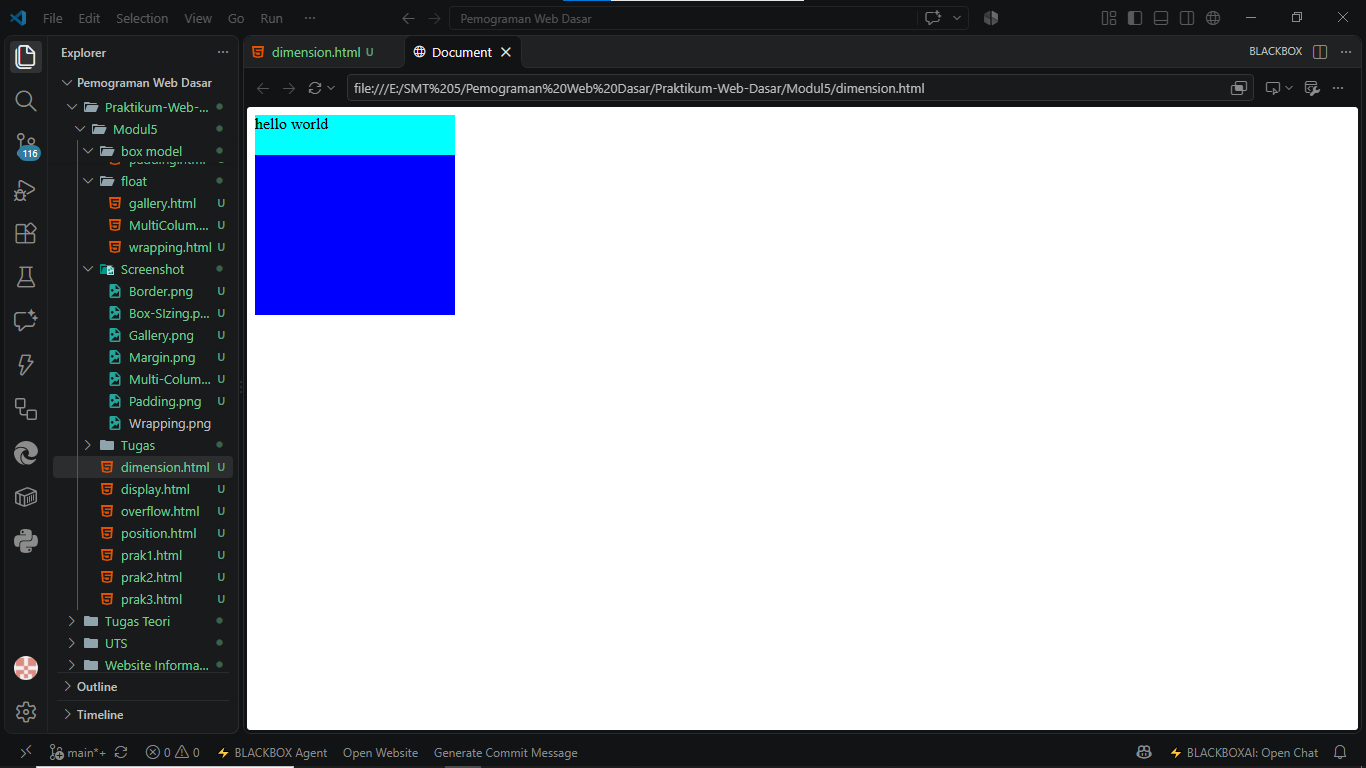 File Edit Selection View Go Run ··· Pemograman Web Dasar
Explorer ···
dimension.html U Document BLACKBOX ···
Pemograman Web Dasar
file:///E:/SMT%205/Pemograman%20Web%20Dasar/Praktikum-Web-Dasar/Modul5/dimension.html
Praktikum-Web-...
Modul5
box model
116
float
gallery.html U
MultiColum.... U
wrapping.html U
Screenshot
Border.png U
Box-SIzing.p... U
Gallery.png U
Margin.png U
Multi-Colum... U
Padding.png U
Wrapping.png
Tugas
dimension.html U
display.html U
overflow.html U
position.html U
prak1.html U
prak2.html U
prak3.html U
Tugas Teori
UTS
Website Informa...
Outline
Timeline
hello world
main*+ 0 0 BLACKBOX Agent Open Website Generate Commit Message BLACKBOXAI: Open Chat